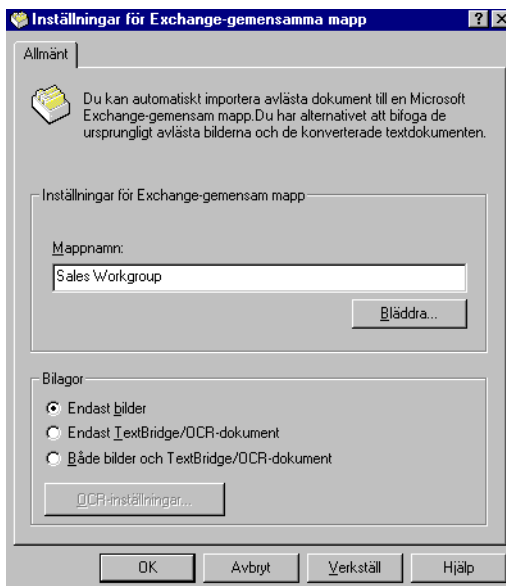 Inställningar för Exchange-gemensamma mapp
Allmänt
Du kan automatiskt importera avlästa dokument till en Microsoft
Exchange-gemensam mapp.Du har alternativet att bifoga de
ursprungligt avlästa bilderna och de konverterade textdokumenten.
Inställningar för Exchange-gemensam mapp
Mappnamn:
Sales Workgroup
Bläddra...
Bilagor
Endast bilder
Endast TextBridge/OCR-dokument
Både bilder och TextBridge/OCR-dokument
OCR-inställningar...
OK Avbryt Verkställ Hjälp